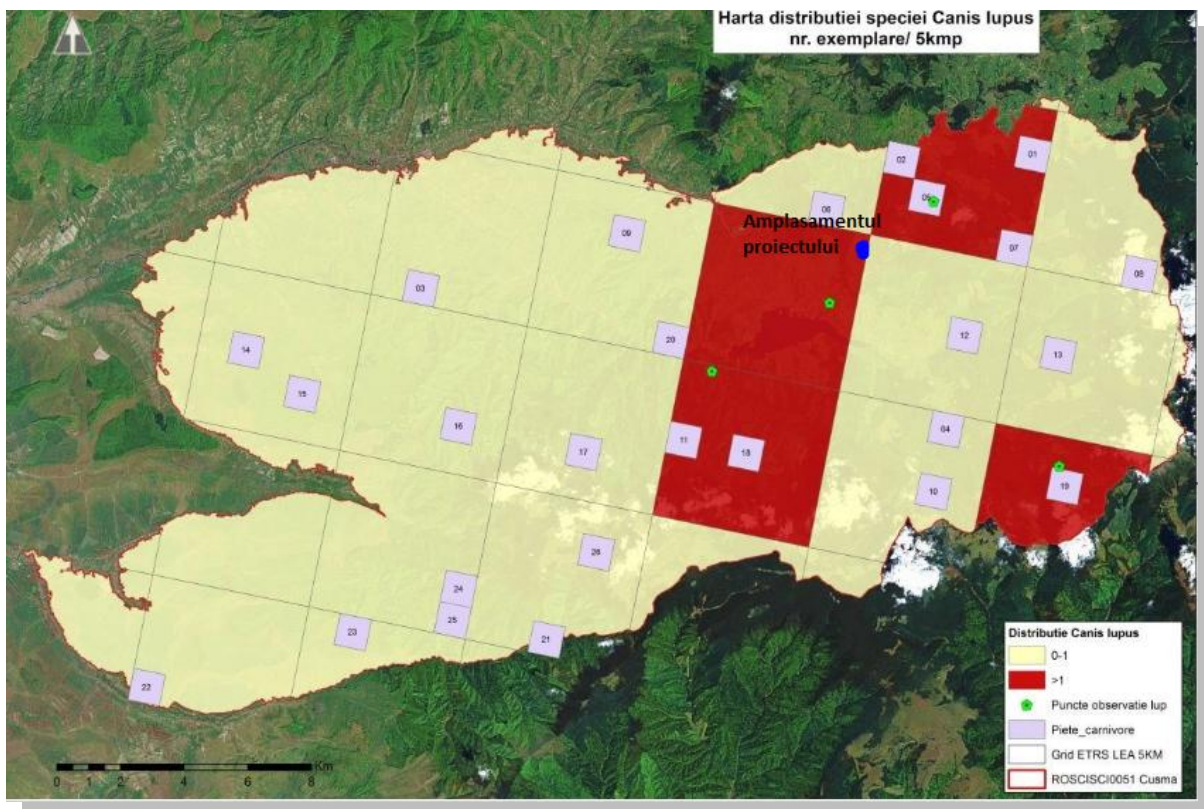 Harta distributiei speciei Canis lupus
nr. exemplare/ 5kmp
01
02
05
06
Amplasamentul
proiectului
09
07
08
03
12
20
13
14
15
16
04
11
17
18
10
19
26
24
25
23
21
22
Distributie Canis lupus
0-1
>1
Puncte observatie lup
Piete_carnivore
Grid ETRS LEA 5KM
ROSCISCI0051 Cusma
0 1 2 4 6 8
Km